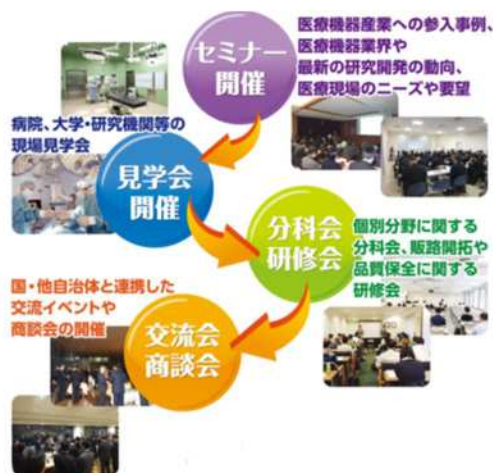 セミナー
開催
医療機器産業への参入事例、
医療機器業界や
最新の研究開発の動向、
医療現場のニーズや要望
病院、大学・研究機関等の
現場見学会
見学会
開催
分科会
研修会
個別分野に関する
分科会、販路開拓や
品質保全に関する
研修会
国・他自治体と連携した
交流イベントや
商談会の開催
交流会
商談会